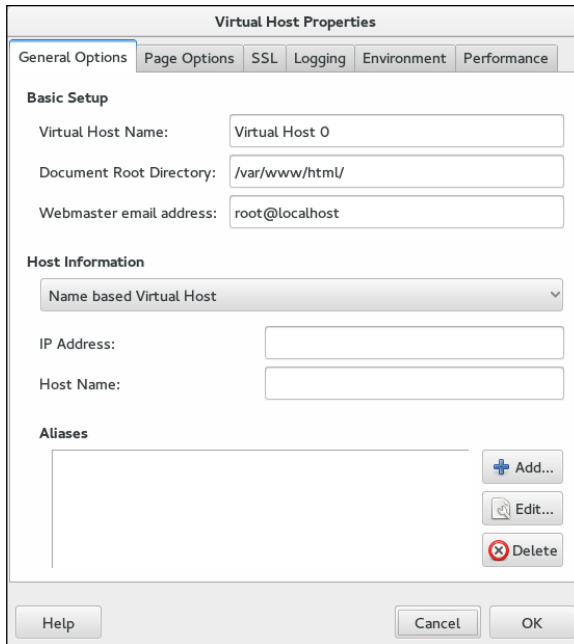 Virtual Host Properties
General Options Page Options SSL Logging Environment Performance
Basic Setup
Virtual Host Name: Virtual Host 0
Document Root Directory: /var/www/html/
Webmaster email address: root@localhost
Host Information
Name based Virtual Host
IP Address:
Host Name:
Aliases
Add...
Edit...
Delete
Help Cancel OK